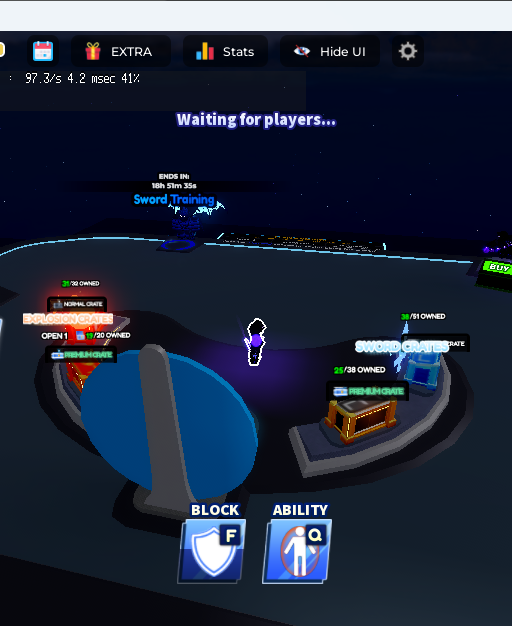 EXTRA
Stats
Hide UI
: 97.3/s 4.2 msec 41%
Waiting for players...
ENDS IN:
18h 51m 35s
Sword Training
BUY
31/32 OWNED
NORMAL CRATE
EXPLOSION CRATES
OPEN 1
19/20 OWNED
PREMIUM CRATE
38/51 OWNED
SWORD CRATES
CRATE
25/38 OWNED
PREMIUM CRATE
BLOCK
F
ABILITY
Q